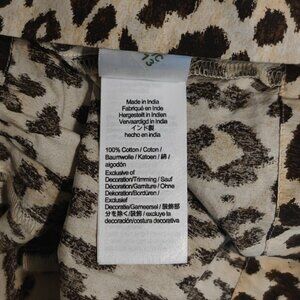 Made in India
Fabriqué en Inde
Hergestellt in Indien
Vervaardigd in India
インド製
hecho en India
100% Cotton / Coton /
Baumwolle / Katoen / 綿 /
algodón
Exclusive of
Decoration/Trimming / Sauf
Décoration/Garniture / Ohne
Dekoration/Bordüren /
Exclusief
Decoratie/Garneersel / 服飾部
分を除く/ excluye la
decoración/costura decorativa